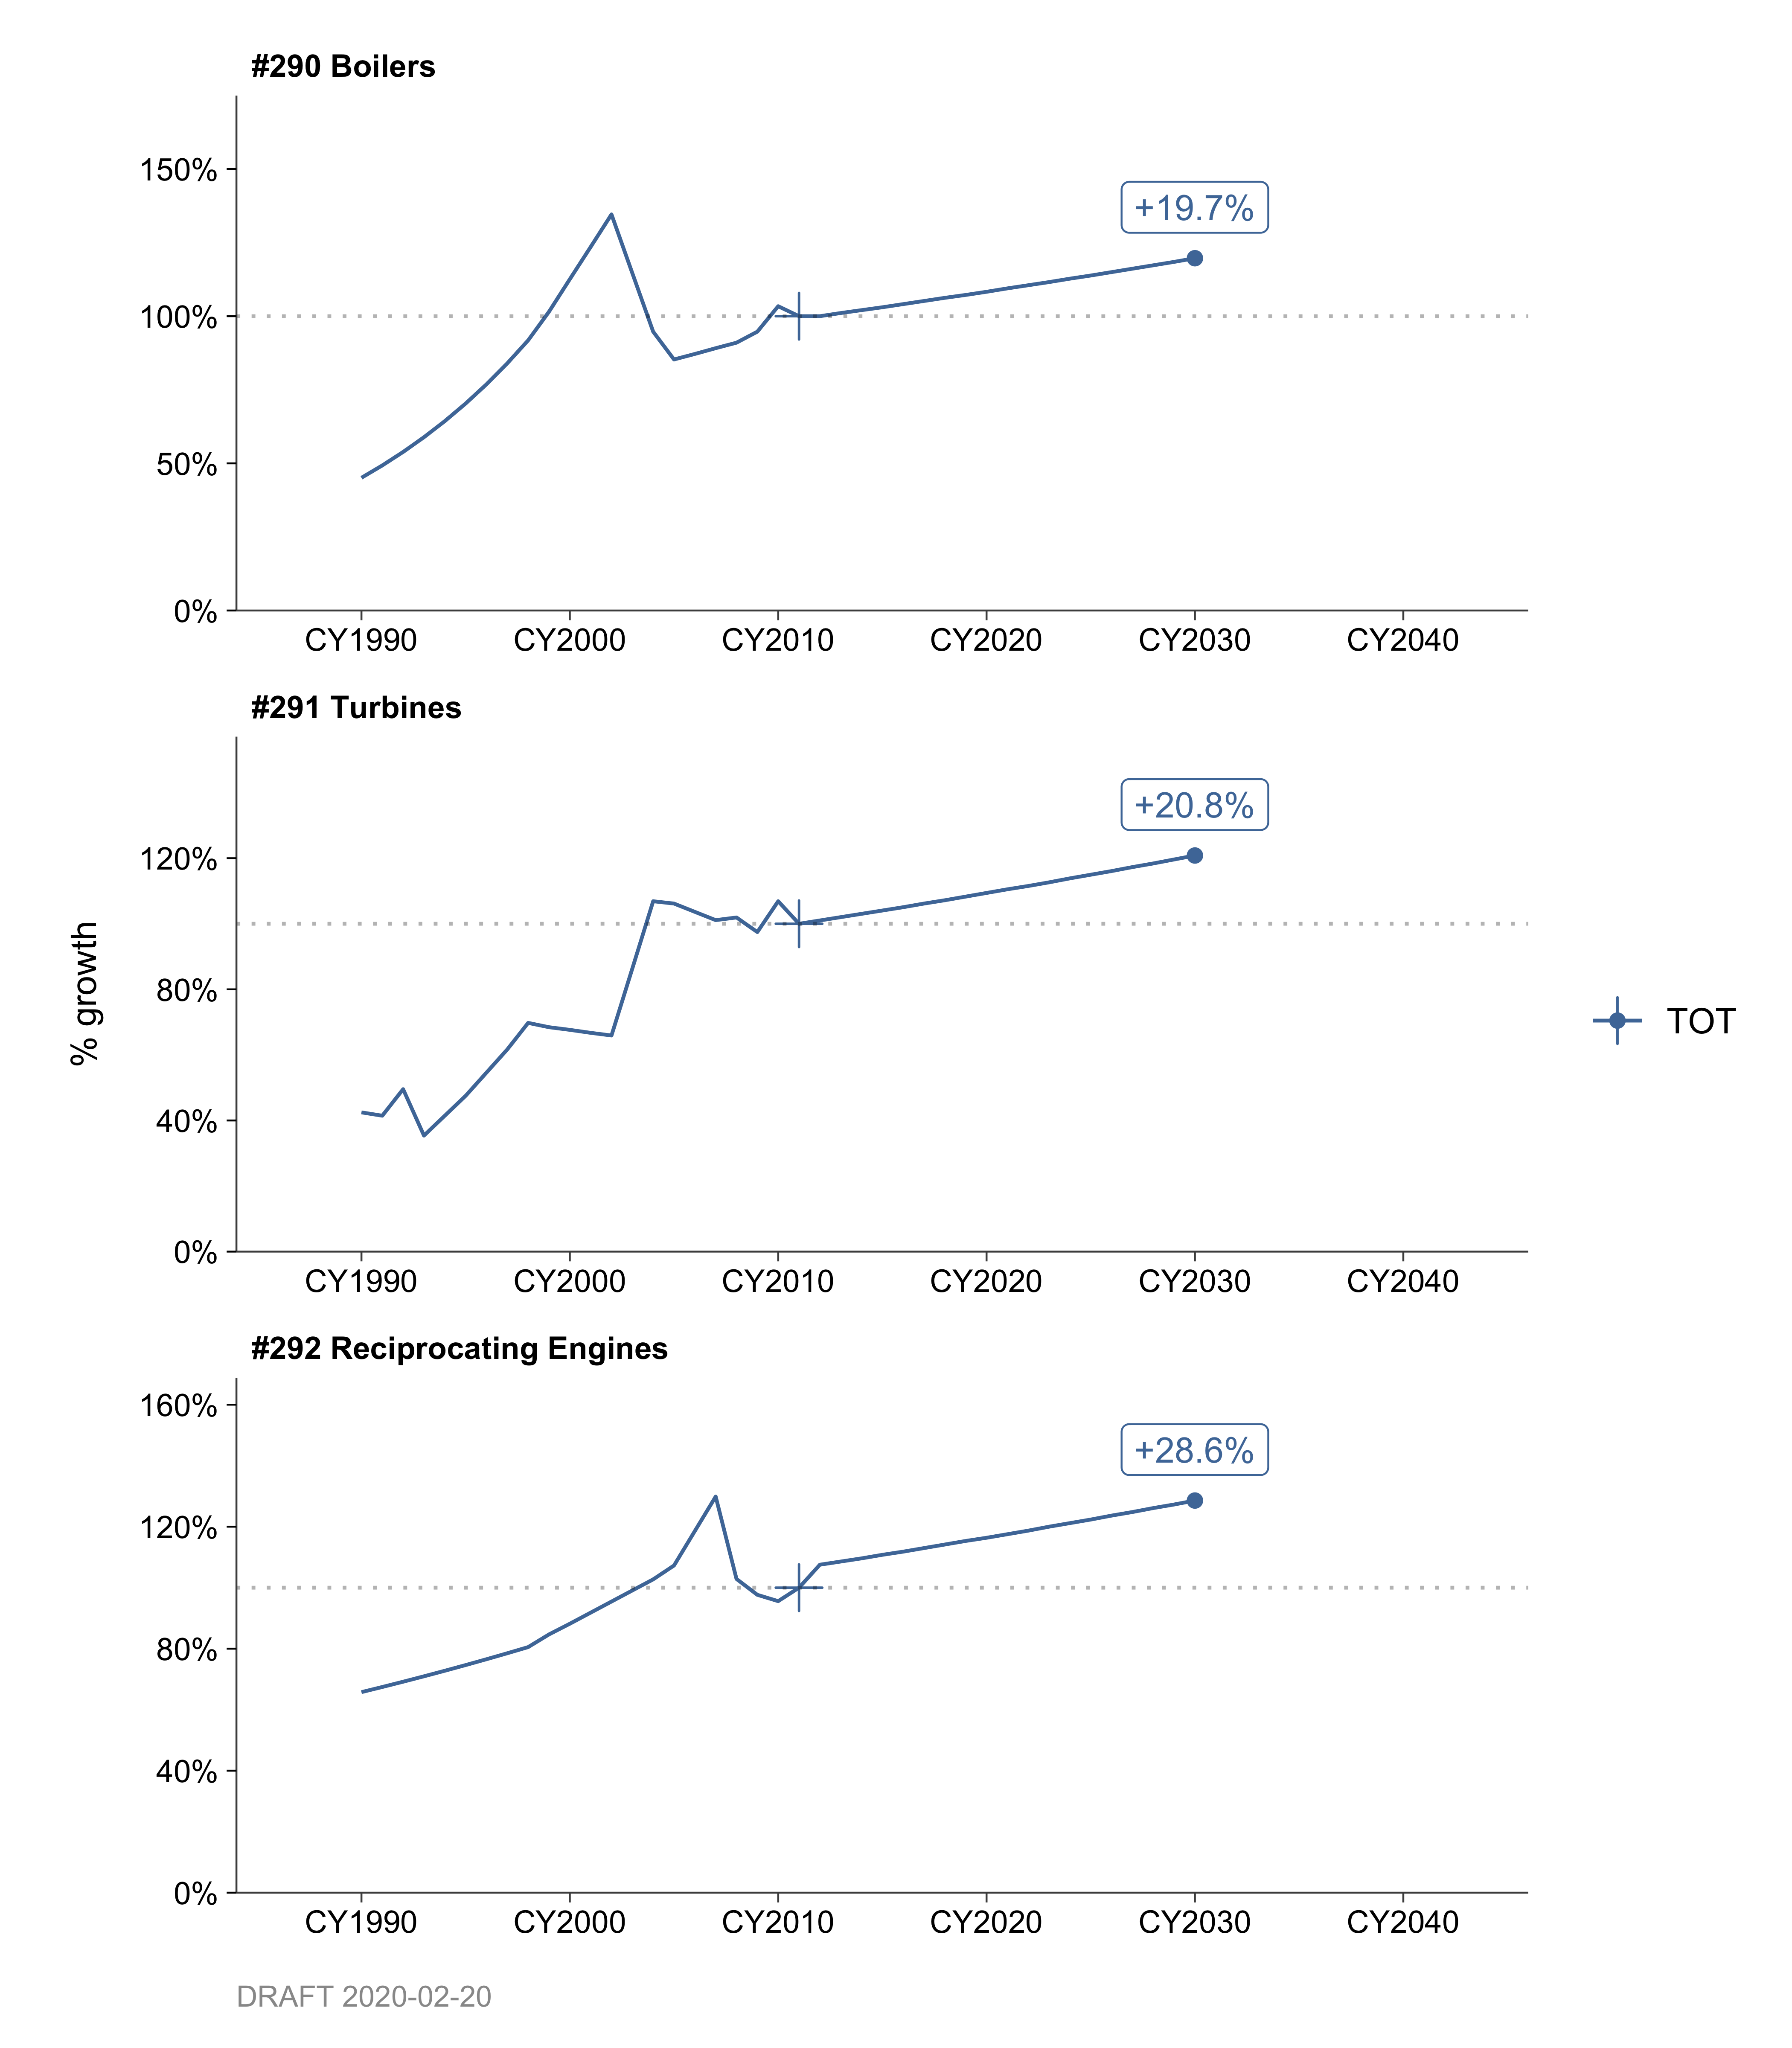 #290 Boilers
150%
+19.7%
100%
50%
0%
CY1990 CY2000 CY2010 CY2020 CY2030 CY2040
#291 Turbines
+20.8%
120%
80%
40%
0%
CY1990 CY2000 CY2010 CY2020 CY2030 CY2040
% growth
TOT
#292 Reciprocating Engines
160%
+28.6%
120%
80%
40%
0%
CY1990 CY2000 CY2010 CY2020 CY2030 CY2040
DRAFT 2020-02-20